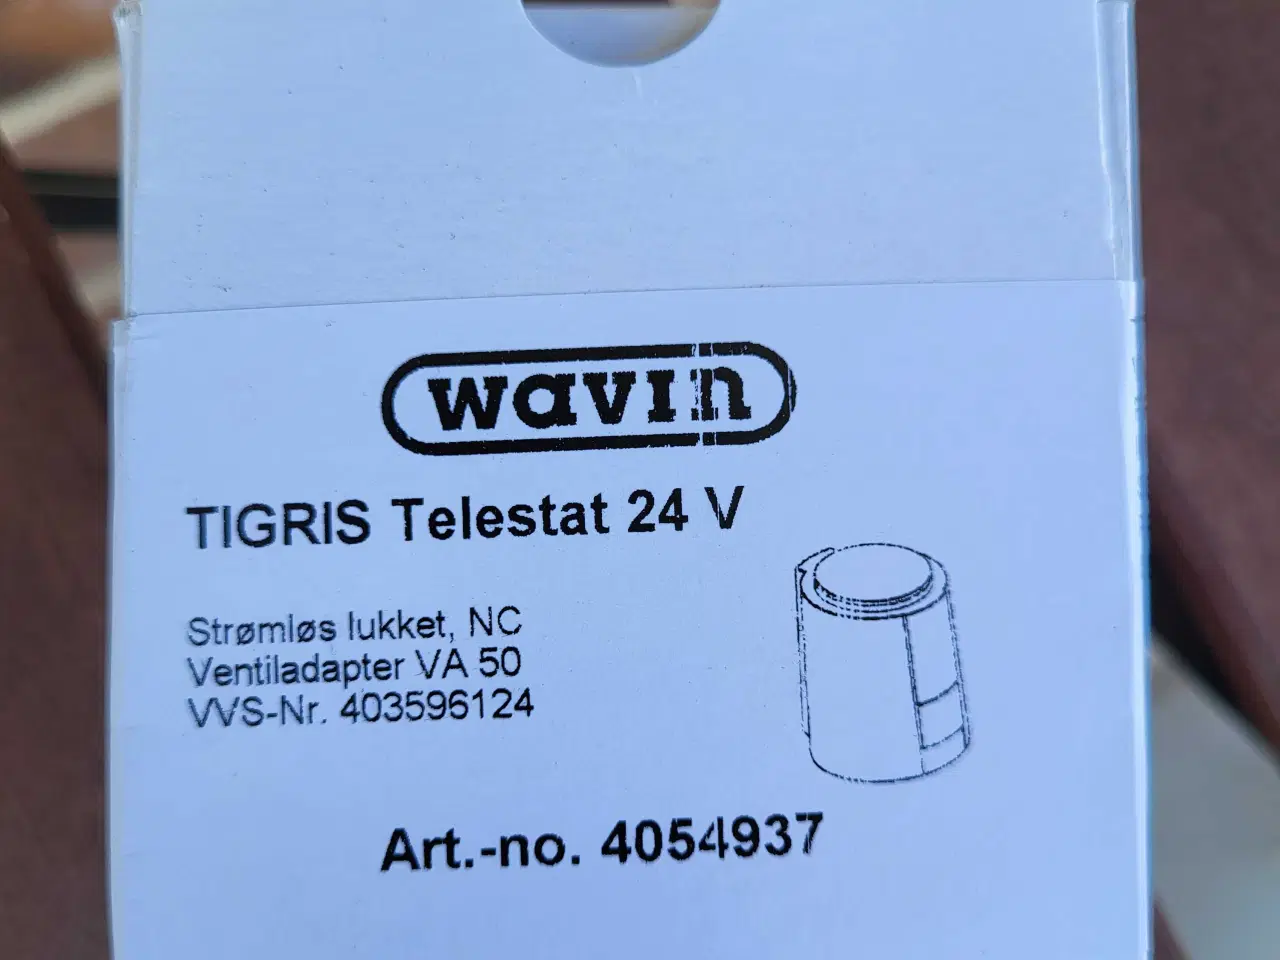 wavin
TIGRIS Telestat 24 V
Strømløs lukket, NC
Ventiladapter VA 50
VVS-Nr. 403596124
Art.-no. 4054937